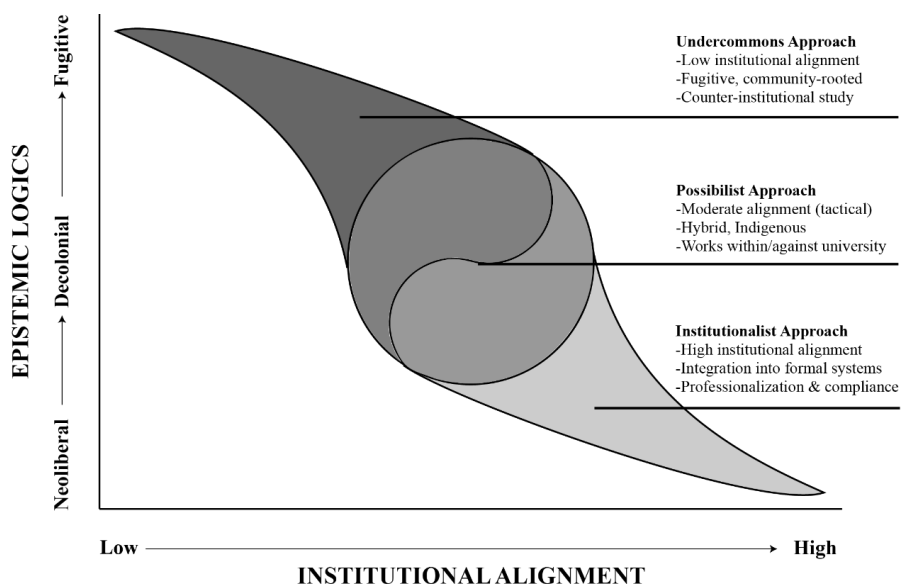 Undercommons Approach
-Low institutional alignment
-Fugitive, community-rooted
-Counter-institutional study
Possibilist Approach
-Moderate alignment (tactical)
-Hybrid, Indigenous
-Works within/against university
Institutionalist Approach
-High institutional alignment
-Integration into formal systems
-Professionalization & compliance
EPISTEMIC LOGICS
Fugitive
Decolonial
Neoliberal
Low
High
INSTITUTIONAL ALIGNMENT